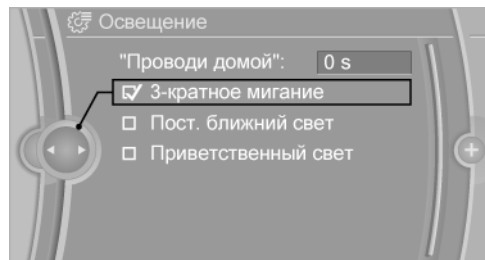 Освещение
"Проводи домой": 0 s
3-кратное мигание
Пост. ближний свет
Приветственный свет